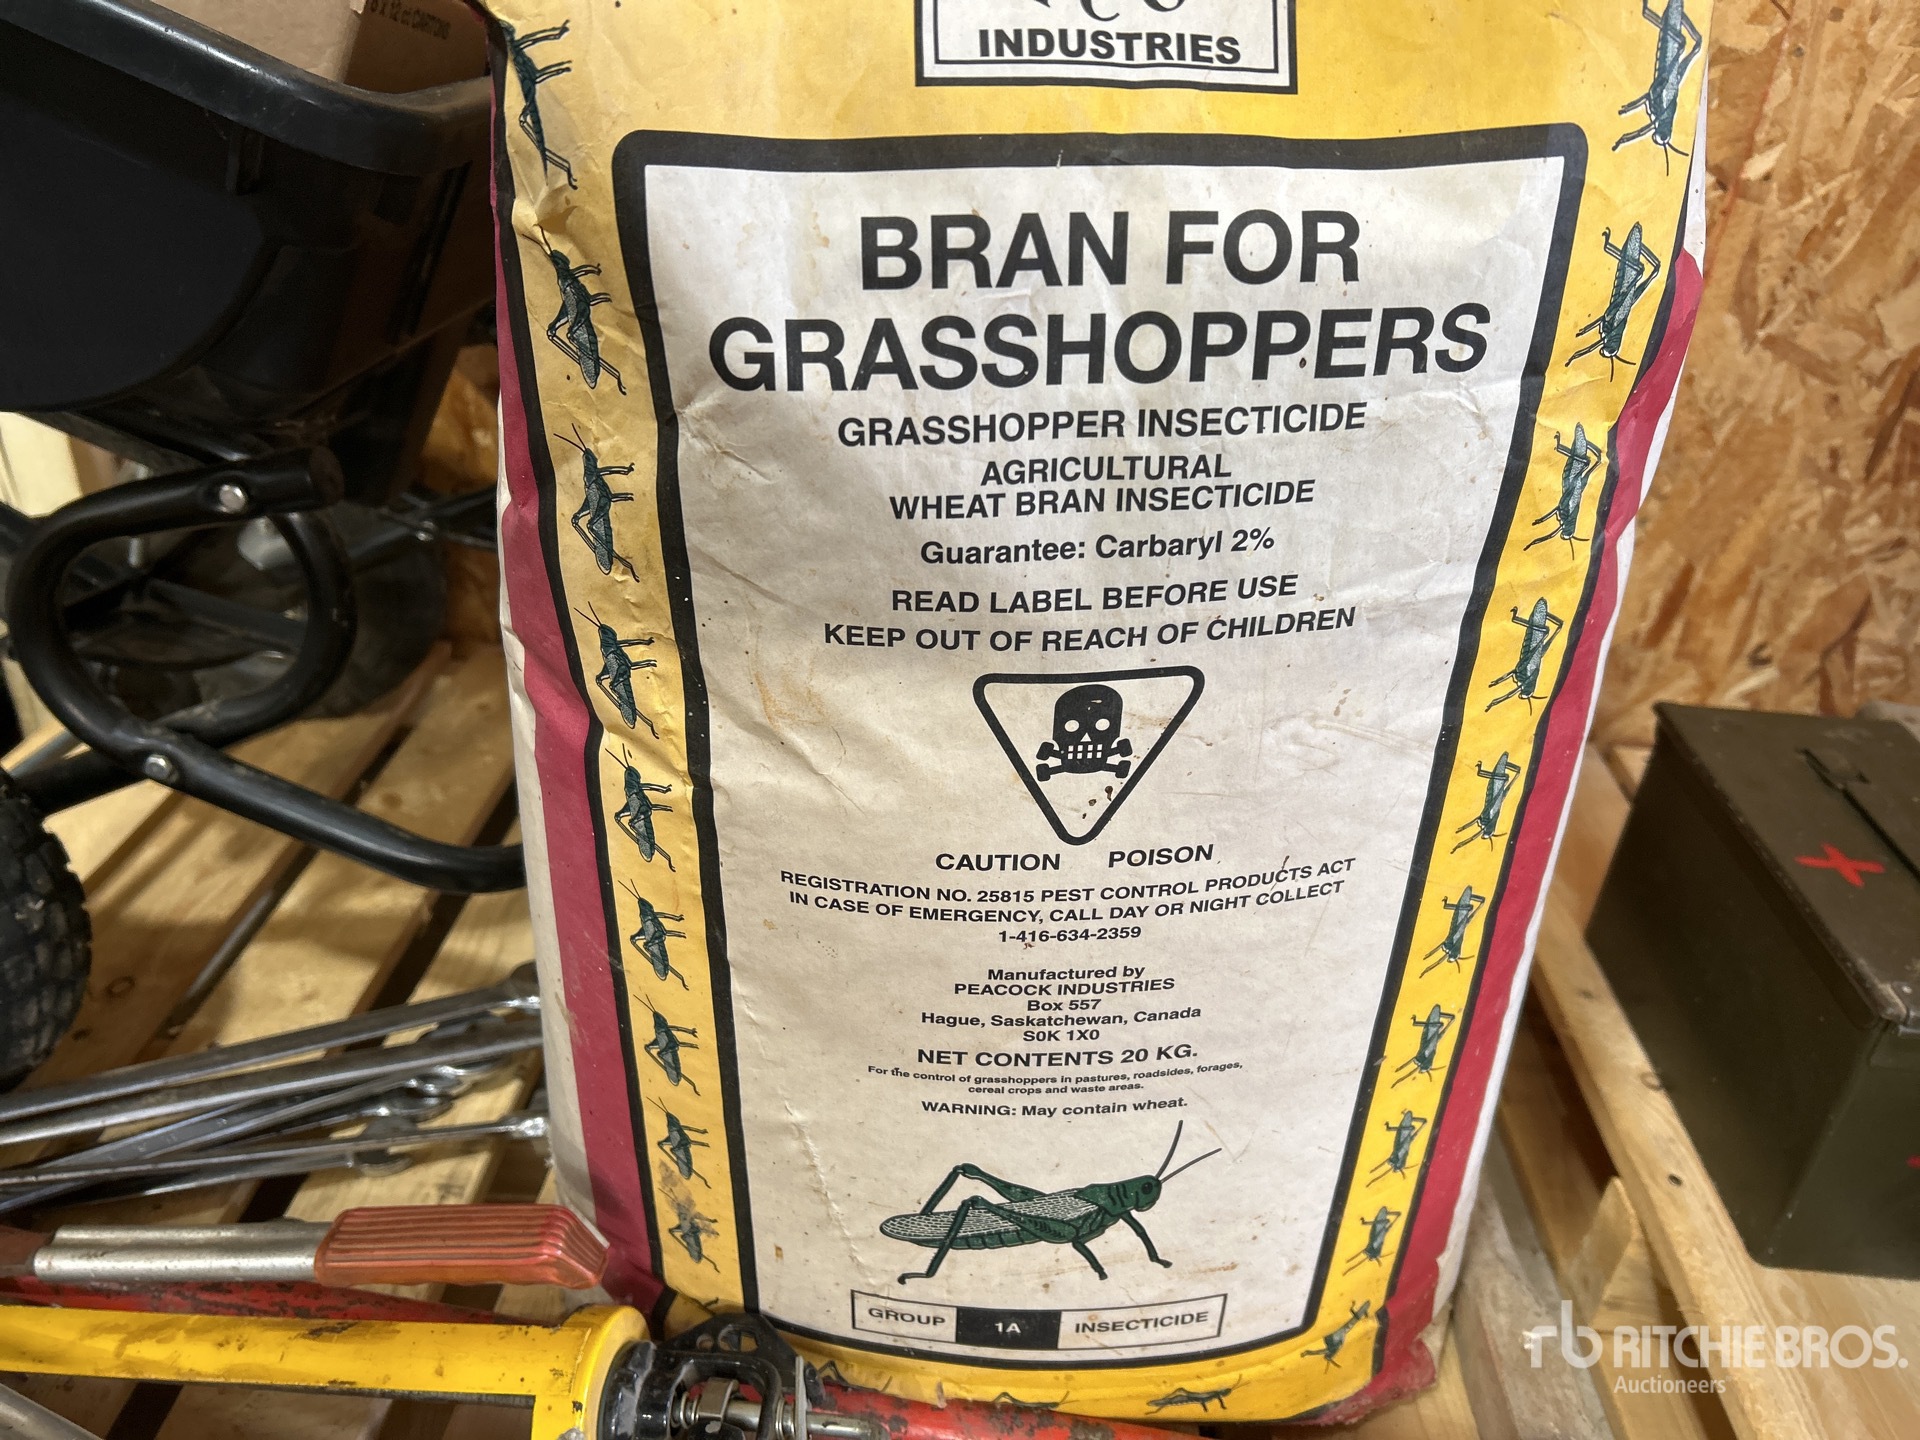 INDUSTRIES
BRAN FOR
GRASSHOPPERS
GRASSHOPPER INSECTICIDE
AGRICULTURAL
WHEAT BRAN INSECTICIDE
Guarantee: Carbaryl 2%
READ LABEL BEFORE USE
KEEP OUT OF REACH OF CHILDREN
CAUTION POISON
REGISTRATION NO. 25815 PEST CONTROL PRODUCTS ACT
IN CASE OF EMERGENCY, CALL DAY OR NIGHT COLLECT
1-416-634-2359
Manufactured by
PEACOCK INDUSTRIES
Box 557
Hague, Saskatchewan, Canada
S0K 1X0
NET CONTENTS 20 KG.
For the control of grasshoppers in pastures, roadsides, forages,
cereal crops and waste areas.
WARNING: May contain wheat.
GROUP 1A INSECTICIDE
rb RITCHIE BROS.
Auctioneers